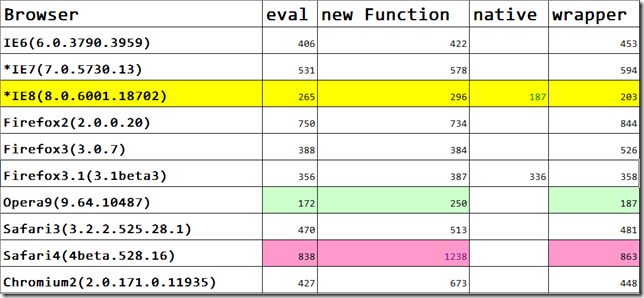 Browser eval new Function native wrapper
IE6(6.0.3790.3959) 406 422 453
*IE7(7.0.5730.13) 531 578 594
*IE8(8.0.6001.18702) 265 296 187 203
Firefox2(2.0.0.20) 750 734 844
Firefox3(3.0.7) 388 384 526
Firefox3.1(3.1beta3) 356 387 336 358
Opera9(9.64.10487) 172 250 187
Safari3(3.2.2.525.28.1) 470 513 481
Safari4(4beta.528.16) 838 1238 863
Chromium2(2.0.171.0.11935) 427 673 448